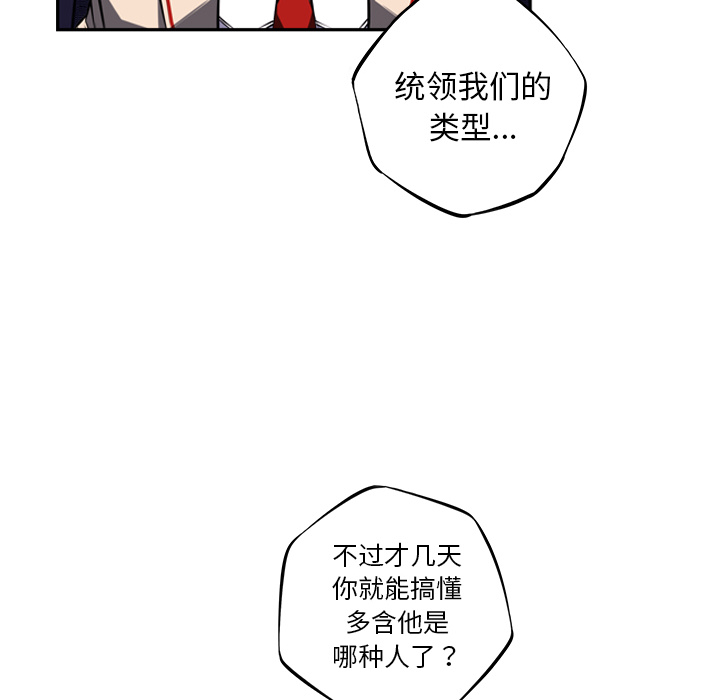 统领我们的
类型...
不过才几天
你就能搞懂
多含他是
哪种人了？